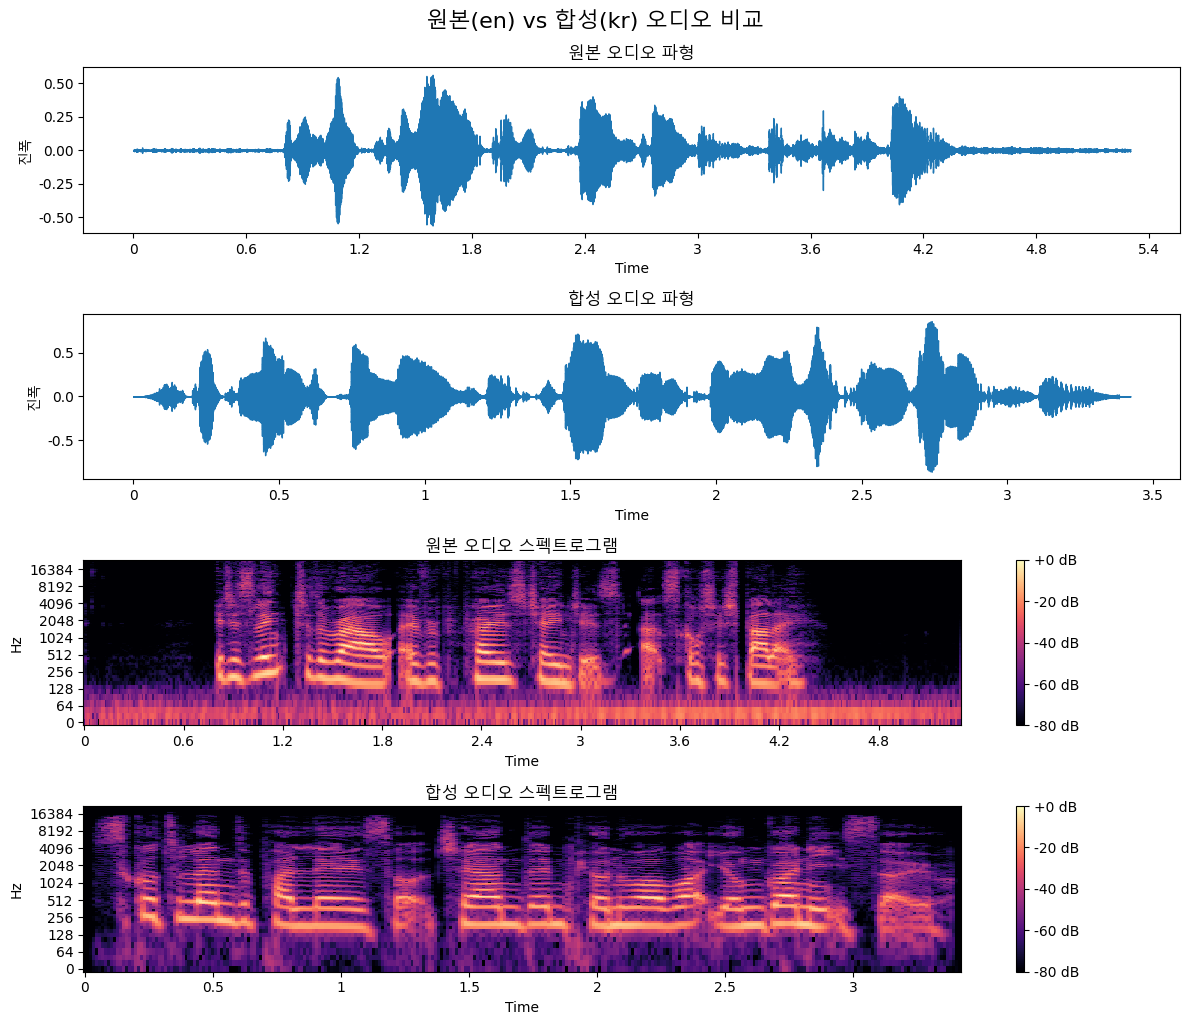 원본(en) vs 합성(kr) 오디오 비교
원본 오디오 파형
0.50
0.25
0.00
-0.25
-0.50
진폭
0 0.6 1.2 1.8 2.4 3 3.6 4.2 4.8 5.4
Time
합성 오디오 파형
0.5
0.0
-0.5
진폭
0 0.5 1 1.5 2 2.5 3 3.5
Time
원본 오디오 스펙트로그램
16384
8192
4096
2048
1024
512
256
128
64
0
Hz
0 0.6 1.2 1.8 2.4 3 3.6 4.2 4.8
Time
+0 dB
-20 dB
-40 dB
-60 dB
-80 dB
합성 오디오 스펙트로그램
16384
8192
4096
2048
1024
512
256
128
64
0
Hz
0 0.5 1 1.5 2 2.5 3
Time
+0 dB
-20 dB
-40 dB
-60 dB
-80 dB